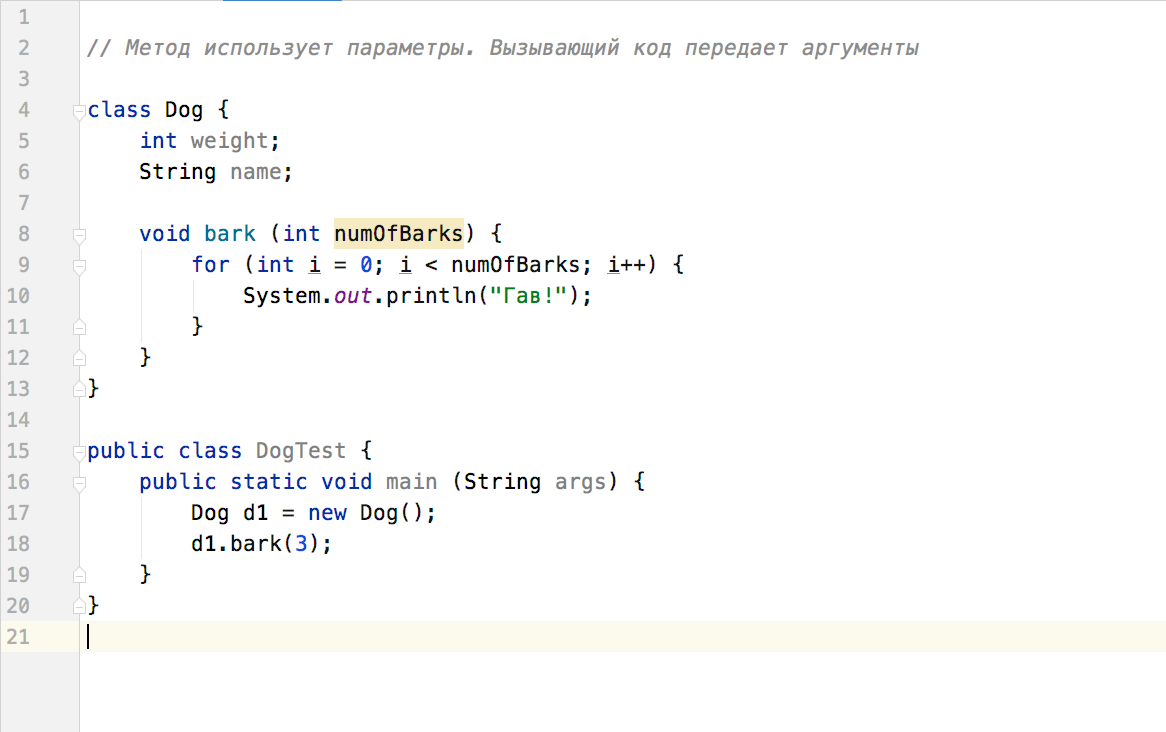 1
2 // Метод использует параметры. Вызывающий код передает аргументы
3
4 class Dog {
5     int weight;
6     String name;
7
8     void bark (int numOfBarks) {
9         for (int i = 0; i < numOfBarks; i++) {
10             System.out.println("Гав!");
11         }
12     }
13 }
14
15 public class DogTest {
16     public static void main (String args) {
17         Dog d1 = new Dog();
18         d1.bark(3);
19     }
20 }
21